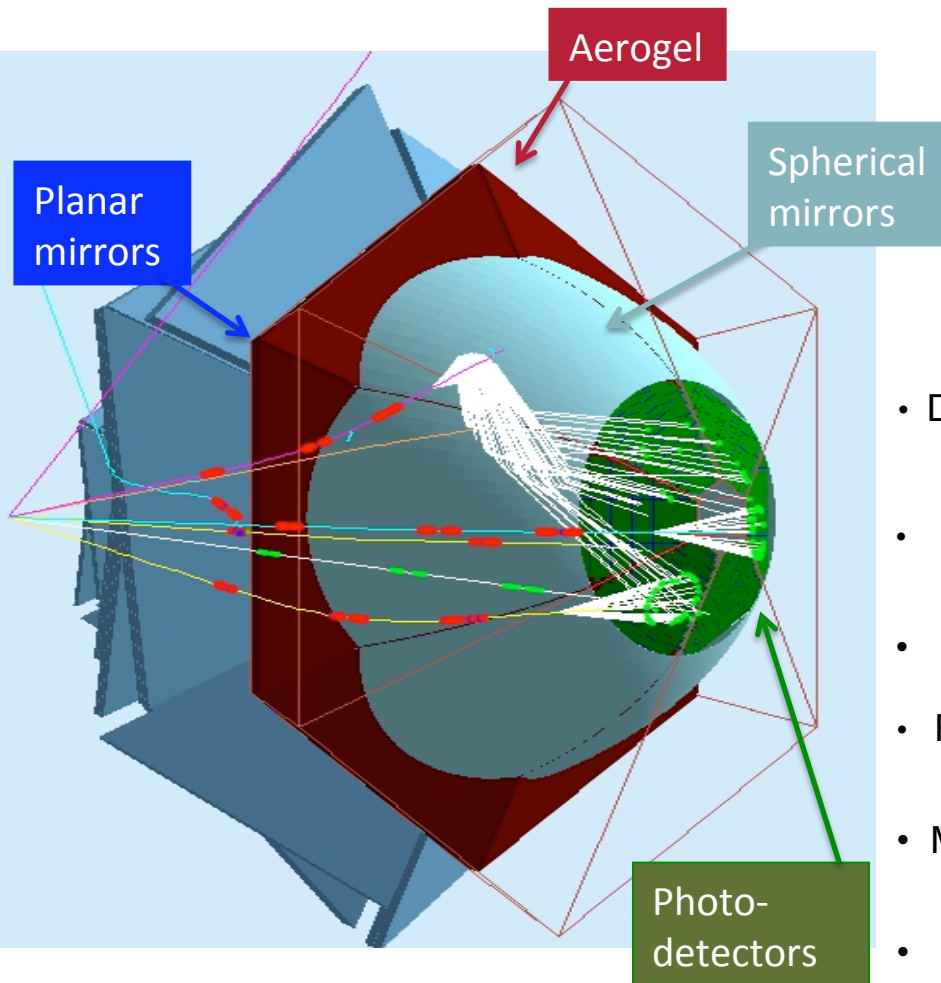 Aerogel
Spherical
mirrors
Planar
mirrors
• D
•
•
•
• M
•
Photo-
detectors